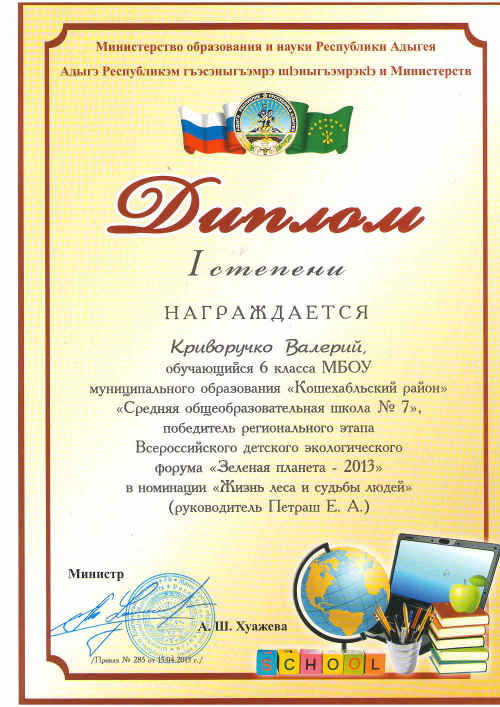 Министерство образования и науки Республики Адыгея
Адыгэ Республикэм гъэсэныгъэмрэ шӏэныгъэмрэкӏэ и Министерств
Диплом
I степени
НАГРАЖДАЕТСЯ
Криворучко Валерий,
обучающийся 6 класса МБОУ
муниципального образования «Кошехабльский район»
«Средняя общеобразовательная школа № 7»,
победитель регионального этапа
Всероссийского детского экологического
форума «Зеленая планета - 2013»
в номинации «Жизнь леса и судьбы людей»
(руководитель Петраш Е. А.)
Министр
А. Ш. Хуажева
/Приказ № 285 от 15.04.2013 г./
SCHOOL